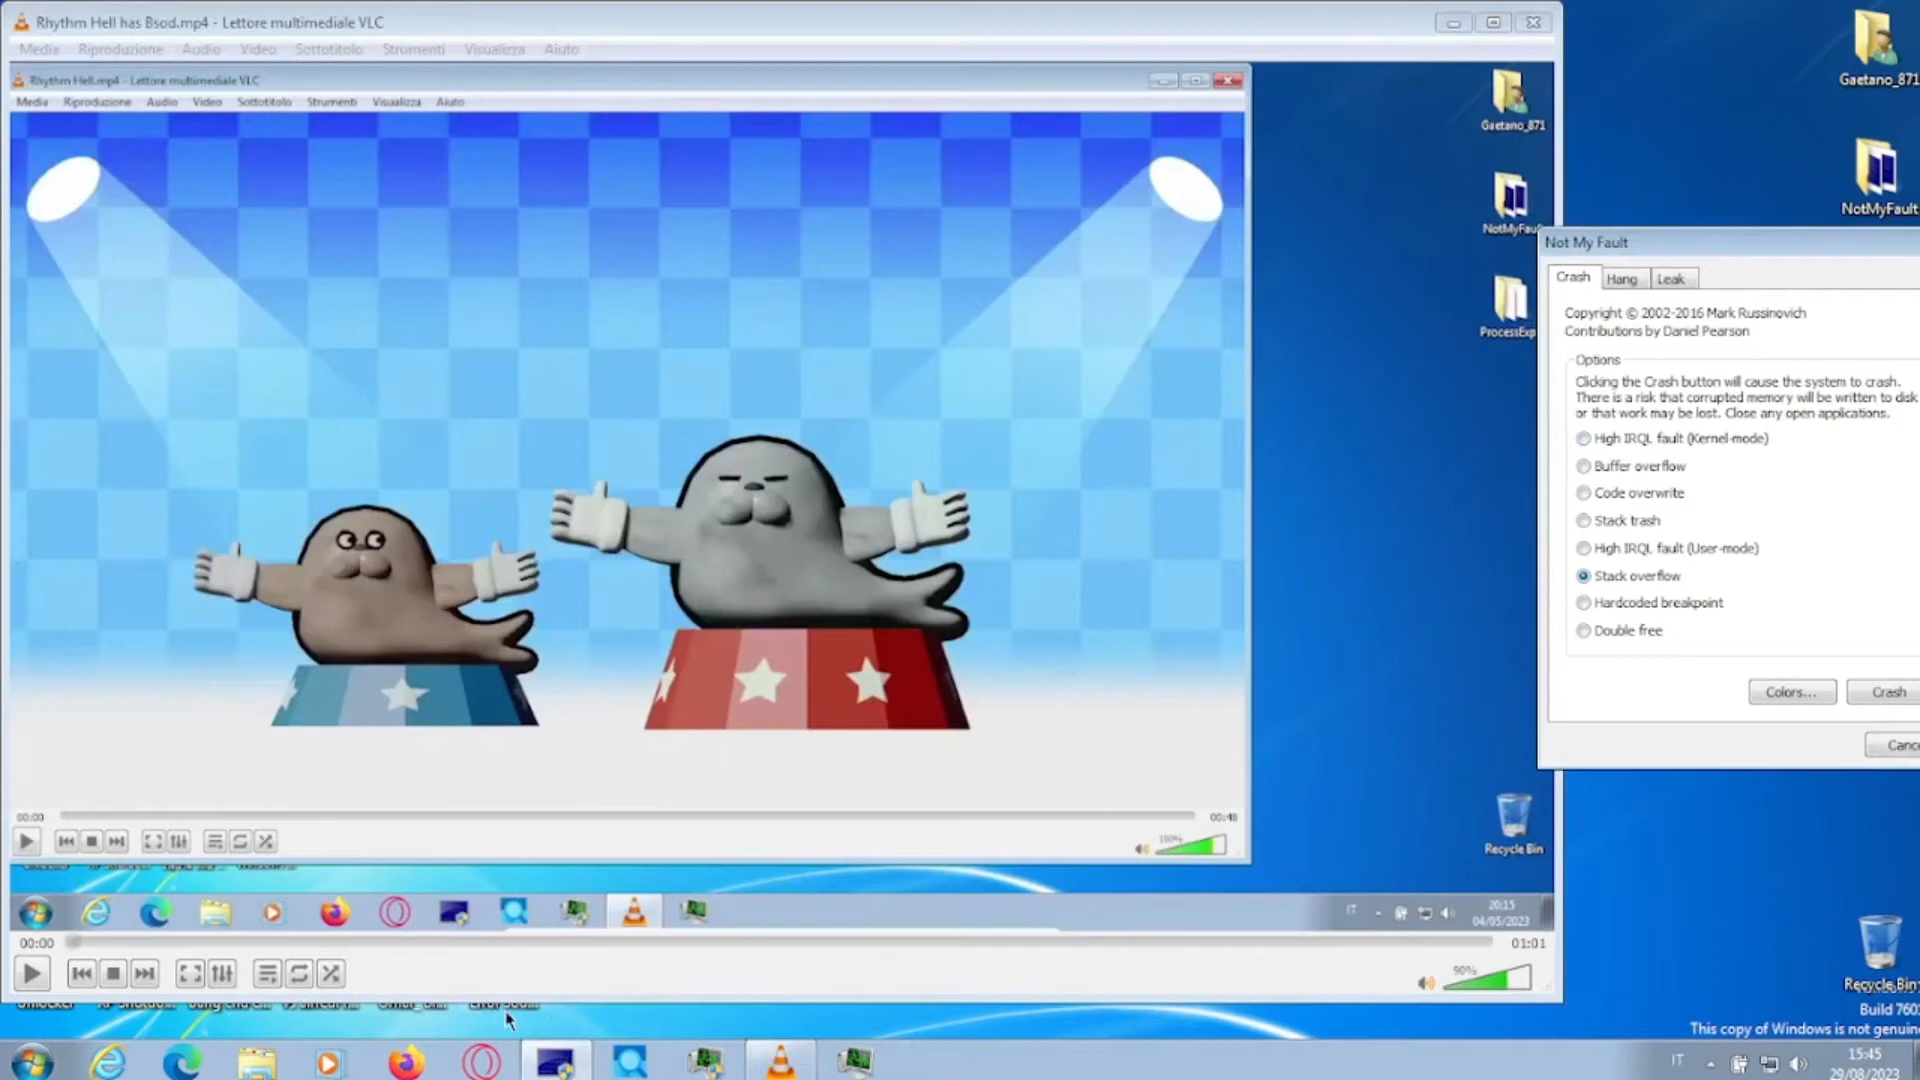 Rhythm Hell has Bsod.mp4 - Lettore multimediale VLC
Media Riproduzione Audio Video Sottotitolo Strumenti Visualizza Aiuto
Rhythm Hell.mp4 - Lettore multimediale VLC
Media Riproduzione Audio Video Sottotitolo Strumenti Visualizza Aiuto
Gaetano_871
NotMyFau
ProcessExp
Recycle Bin
00:00
00:48
100%
IT
20:15
04/05/2023
00:00
01:01
90%
Gaetano_871
NotMyFault
Not My Fault
Crash Hang Leak
Copyright © 2002-2016 Mark Russinovich
Contributions by Daniel Pearson
Options
Clicking the Crash button will cause the system to crash.
There is a risk that corrupted memory will be written to disk
or that work may be lost. Close any open applications.
High IRQL fault (Kernel-mode)
Buffer overflow
Code overwrite
Stack trash
High IRQL fault (User-mode)
Stack overflow
Hardcoded breakpoint
Double free
Colors... Crash
Cance
Recycle Bin
Build 760
This copy of Windows is not genuin
IT
15:45
29/08/2023